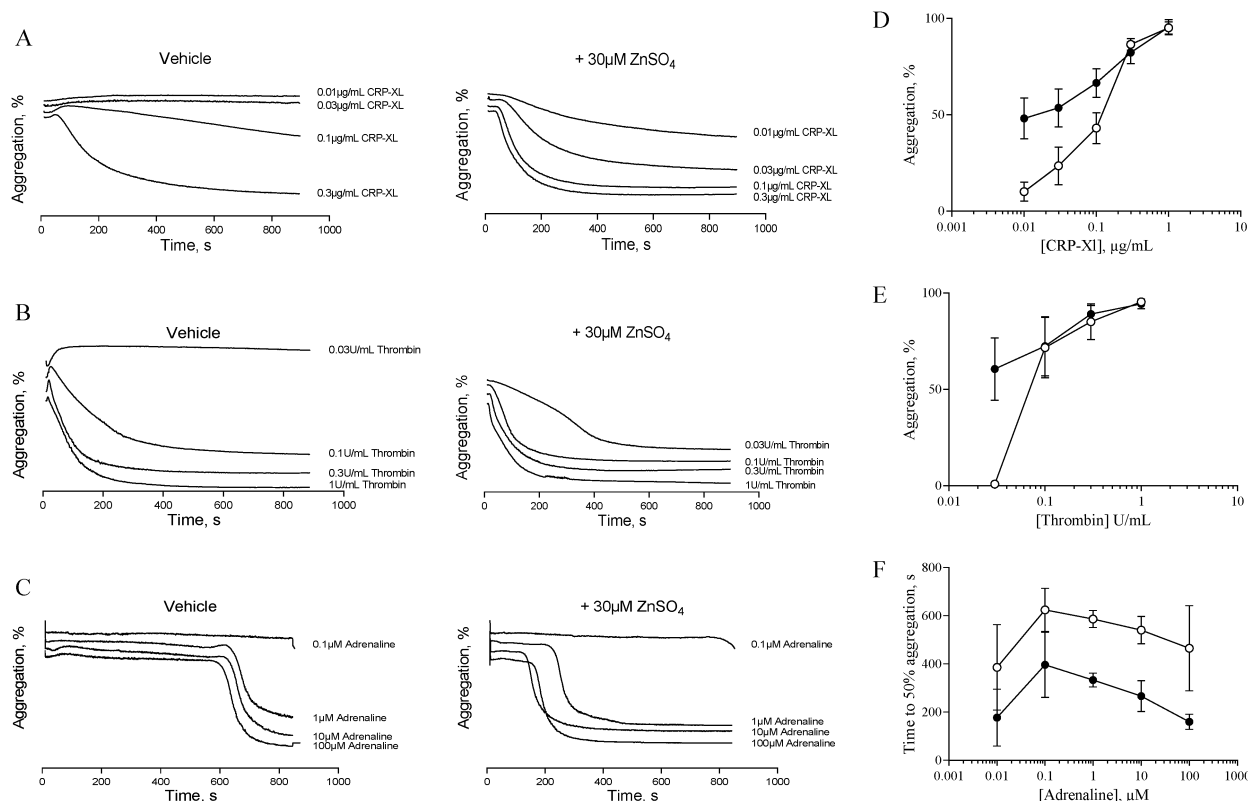 A
Vehicle
Aggregation, %
0.01µg/mL CRP-XL
0.03µg/mL CRP-XL
0.1µg/mL CRP-XL
0.3µg/mL CRP-XL
0 200 400 600 800 1000
Time, s
+ 30µM ZnSO4
Aggregation, %
0.01µg/mL CRP-XL
0.03µg/mL CRP-XL
0.1µg/mL CRP-XL
0.3µg/mL CRP-XL
0 200 400 600 800 1000
Time, s
D
Aggregation, %
100
50
0
0.001 0.01 0.1 1 10
[CRP-Xl], µg/mL
B
Vehicle
Aggregation, %
0.03U/mL Thrombin
0.1U/mL Thrombin
0.3U/mL Thrombin
1U/mL Thrombin
0 200 400 600 800 1000
Time, s
+ 30µM ZnSO4
Aggregation, %
0.03U/mL Thrombin
0.1U/mL Thrombin
0.3U/mL Thrombin
1U/mL Thrombin
0 200 400 600 800 1000
Time, s
E
Aggregation, %
100
50
0
0.01 0.1 1 10
[Thrombin] U/mL
C
Vehicle
Aggregation, %
0.1µM Adrenaline
1µM Adrenaline
10µM Adrenaline
100µM Adrenaline
0 200 400 600 800 1000
Time, s
+ 30µM ZnSO4
Aggregation, %
0.1µM Adrenaline
1µM Adrenaline
10µM Adrenaline
100µM Adrenaline
0 200 400 600 800 1000
Time, s
F
Time to 50% aggregation, s
800
600
400
200
0
0.001 0.01 0.1 1 10 100 1000
[Adrenaline], µM